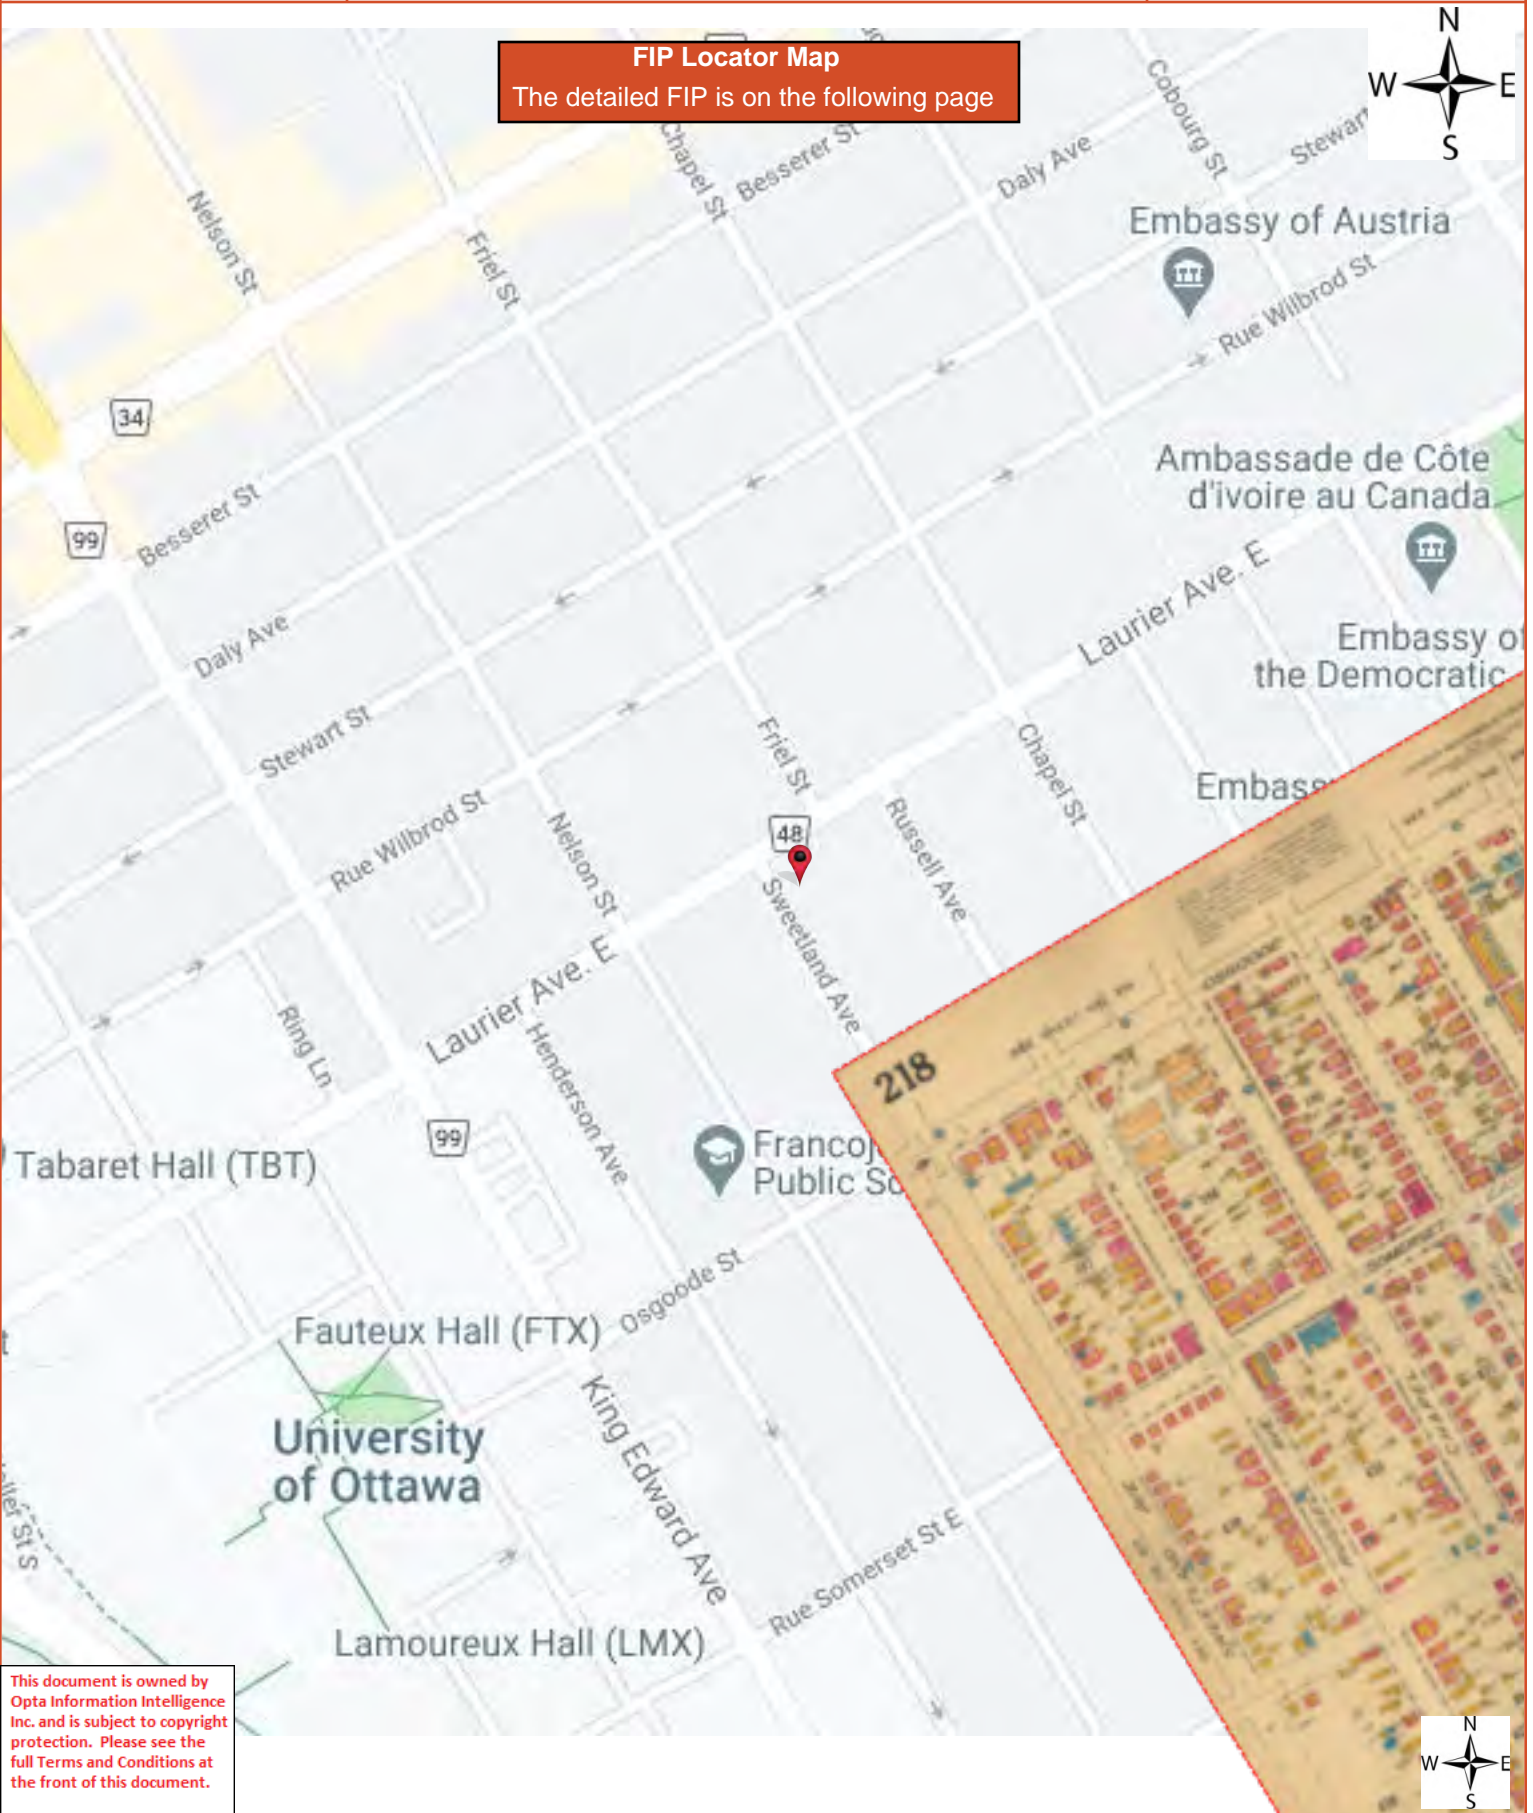 FIP Locator Map
The detailed FIP is on the following page
N
W
E
S
Cobourg St
Stewart
Chapel St
Besserer St
Daly Ave
Nelson St
Friel St
Embassy of Austria
Rue Wilbrod St
34
Ambassade de Côte
d'ivoire au Canada
99
Besserer St
Laurier Ave. E
Daly Ave
Embassy of
the Democratic
Stewart St
Friel St
Chapel St
Embass
Rue Wilbrod St
Nelson St
48
Russell Ave
Sweetland Ave
Laurier Ave. E
Ring Ln
Henderson Ave
218
OSGOODE
99
Francoj
Public Sc
Tabaret Hall (TBT)
Osgoode St
SOMERSET
Fauteux Hall (FTX)
King Edward Ave
University
of Ottawa
CHAPEL
Rue Somerset St E
ller St S
Lamoureux Hall (LMX)
This document is owned by
Opta Information Intelligence
Inc. and is subject to copyright
protection. Please see the
full Terms and Conditions at
the front of this document.
N
W
E
S